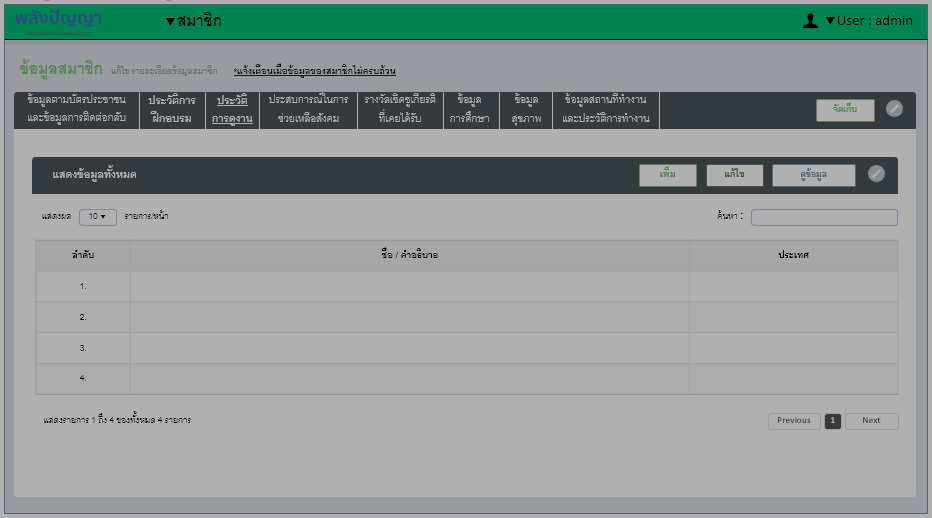 พลังปัญญา
▼สมาชิก
▼User : admin
ข้อมูลสมาชิก แก้ไข รายละเอียดข้อมูลสมาชิก *แจ้งเตือนเมื่อข้อมูลของสมาชิกไม่ครบถ้วน
ข้อมูลตามบัตรประชาชน
และข้อมูลการติดต่อกลับ
ประวัติการ
ฝึกอบรม
ประวัติ
การดูงาน
ประสบการณ์ในการ
ช่วยเหลือสังคม
รางวัลเชิดชูเกียรติ
ที่เคยได้รับ
ข้อมูล
การศึกษา
ข้อมูล
สุขภาพ
ข้อมูลสถานที่ทำงาน
และประวัติการทำงาน
จัดเก็บ
แสดงข้อมูลทั้งหมด เพิ่ม แก้ไข ดูข้อมูล
แสดงผล 10 ▼ รายการ/หน้า ค้นหา :
ลำดับ ชื่อ / คำอธิบาย ประเทศ
1.
2.
3.
4.
แสดงรายการ 1 ถึง 4 ของทั้งหมด 4 รายการ Previous 1 Next